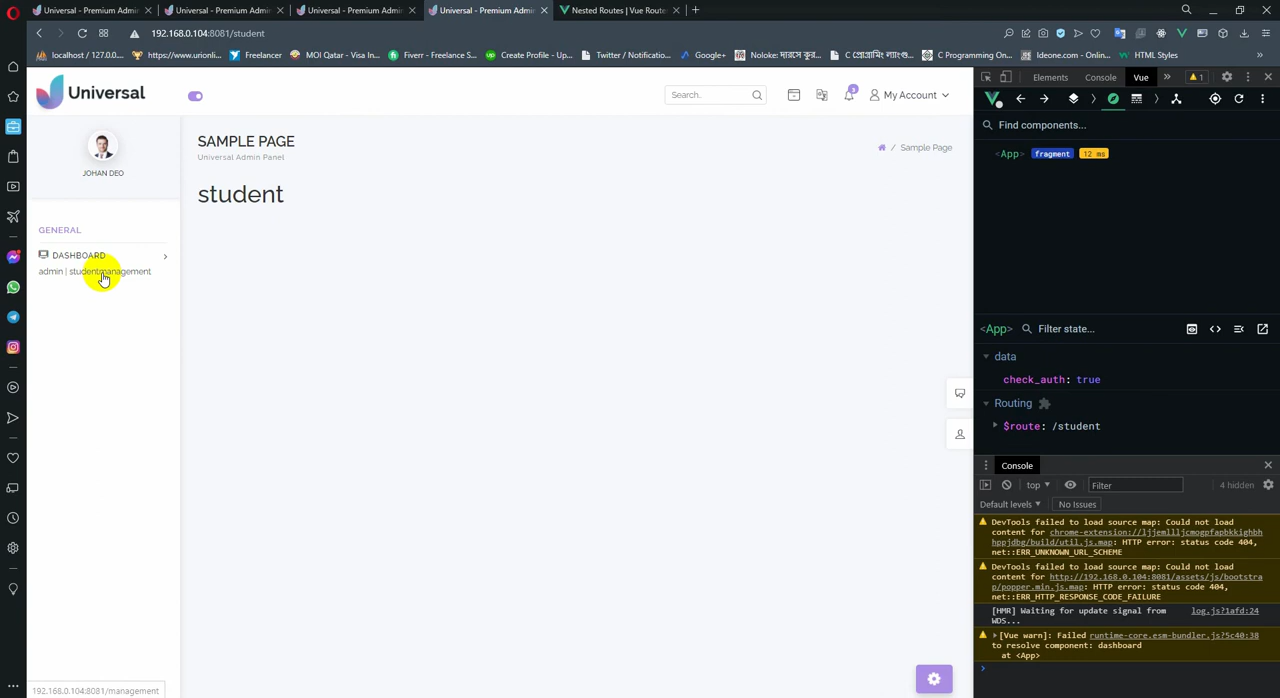 Universal - Premium Admi
Universal - Premium Admi
Universal - Premium Admi
Universal - Premium Admi
Nested Routes | Vue Route
192.168.0.104:8081/student
localhost / 127.0.0....
https://www.urionli...
Freelancer
MOI Qatar - Visa In...
Fiverr - Freelance S...
Create Profile - Up...
Twitter / Notificatio...
Google+
C Programming On...
Ideone.com - Onlin...
HTML Styles
Universal
Search..
3
My Account
Elements
Console
Vue
1
Find components...
<App> fragment 12 ms
JOHAN DEO
SAMPLE PAGE
Universal Admin Panel
/ Sample Page
student
GENERAL
DASHBOARD
admin | studentmanagement
<App>
Filter state...
data
check_auth: true
Routing
$route: /student
Console
top
Filter
4 hidden
Default levels
No Issues
DevTools failed to load source map: Could not load
content for chrome-extension://ljjemllljcmogpfapbkkighbh
hppjdbg/build/util.js.map: HTTP error: status code 404,
net::ERR_UNKNOWN_URL_SCHEME
DevTools failed to load source map: Could not load
content for http://192.168.0.104:8081/assets/js/bootstra
p/popper.min.js.map: HTTP error: status code 404,
net::ERR_HTTP_RESPONSE_CODE_FAILURE
[HMR] Waiting for update signal from log.js?1afd:24
WDS...
[Vue warn]: Failed runtime-core.esm-bundler.js?5c40:38
to resolve component: dashboard
at <App>
192.168.0.104:8081/management